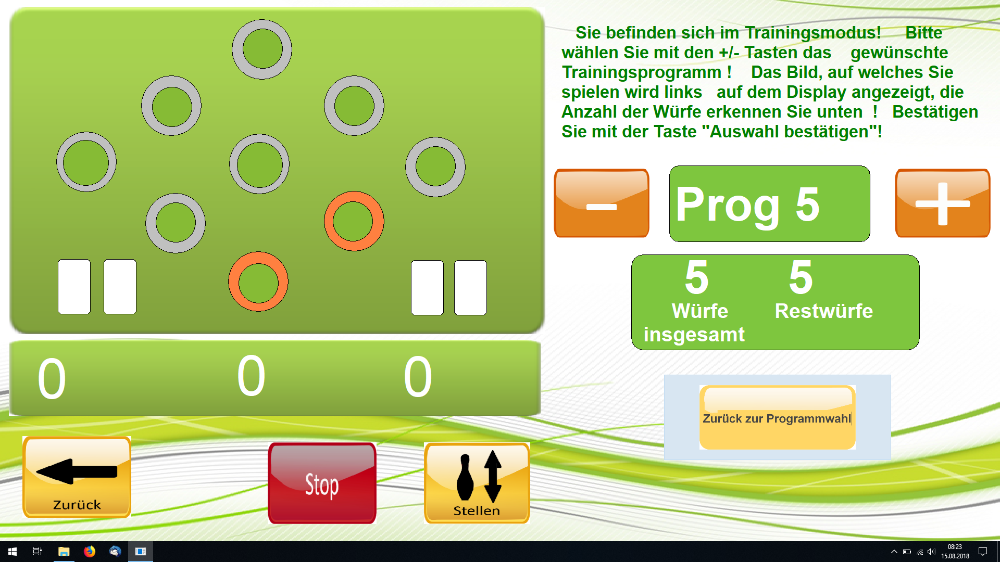 Sie befinden sich im Trainingsmodus! Bitte
wählen Sie mit den +/- Tasten das gewünschte
Trainingsprogramm ! Das Bild, auf welches Sie
spielen wird links auf dem Display angezeigt, die
Anzahl der Würfe erkennen Sie unten ! Bestätigen
Sie mit der Taste "Auswahl bestätigen"!
- Prog 5 +
5 5
Würfe Restwürfe
insgesamt
0 0 0
Zurück zur Programmwahl
Zurück
Stop
Stellen
08:23
15.08.2018